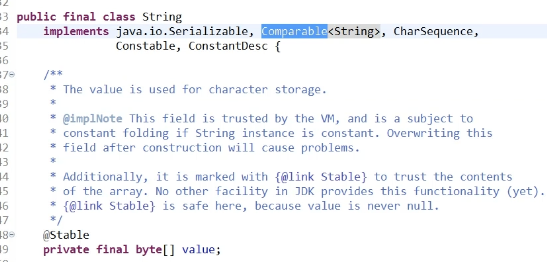 32
33 public final class String
34 implements java.io.Serializable, Comparable<String>, CharSequence,
35 Constable, ConstantDesc {
36
37 /**
38 * The value is used for character storage.
39 *
40 * @implNote This field is trusted by the VM, and is a subject to
41 * constant folding if String instance is constant. Overwriting this
42 * field after construction will cause problems.
43 *
44 * Additionally, it is marked with {@link Stable} to trust the contents
45 * of the array. No other facility in JDK provides this functionality (yet).
46 * {@link Stable} is safe here, because value is never null.
47 */
48 @Stable
49 private final byte[] value;